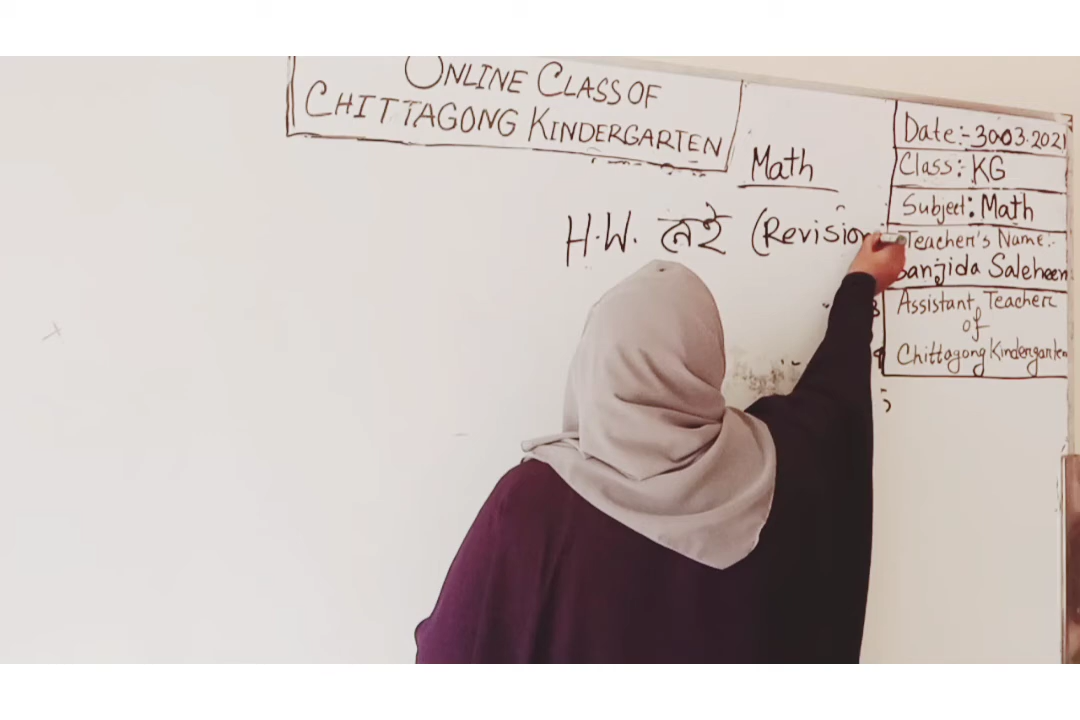 ONLINE CLASS OF
CHITTAGONG KINDERGARTEN
Math
H.W. নেই (Revision
Date:-30.03.2021
Class: KG
Subject: Math
Teacher's Name:-
Sanjida Saleheen
Assistant Teacher
of
Chittagong Kindergarten